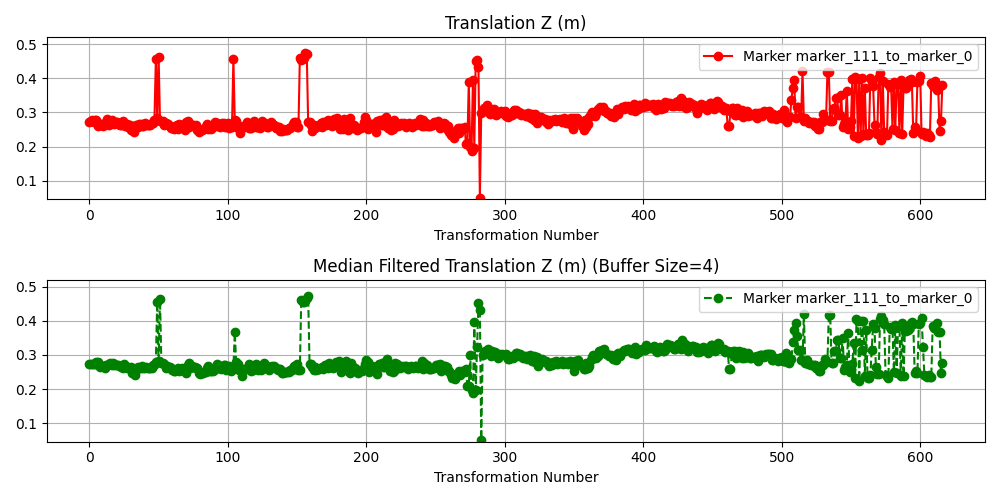 Translation Z (m)
0.5
0.4
0.3
0.2
0.1
Marker marker_111_to_marker_0
0 100 200 300 400 500 600
Transformation Number
Median Filtered Translation Z (m) (Buffer Size=4)
0.5
0.4
0.3
0.2
0.1
Marker marker_111_to_marker_0
0 100 200 300 400 500 600
Transformation Number